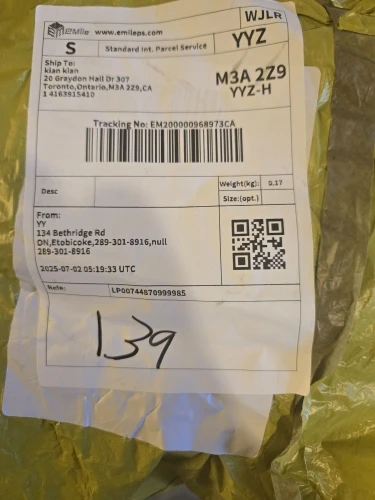 WJLR
EMile www.emileps.com
YYZ
S Standard Int. Parcel Service
Ship To:
kian kian
20 Graydon Hall Dr 307
Toronto,Ontario,M3A 2Z9,CA
1 4163915410
M3A 2Z9
YYZ-H
Tracking No: EM200000968973CA
Desc Weight(kg): 0.17
Size:(opt.)
From:
YY
134 Bethridge Rd
ON,Etobicoke,289-301-8916,null
289-301-8916
2025-07-02 05:19:33 UTC
Note: LP00744870999985
139